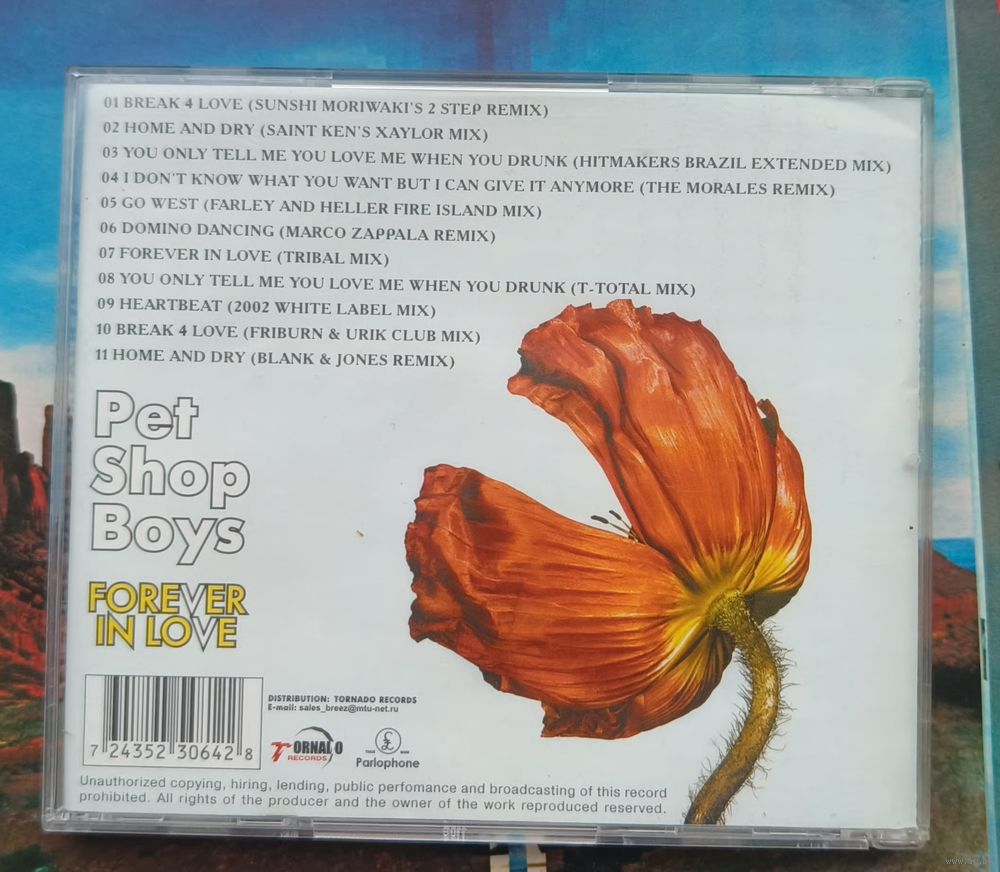 01 BREAK 4 LOVE (SUNSHI MORIWAKI'S 2 STEP REMIX)
02 HOME AND DRY (SAINT KEN'S XAYLOR MIX)
03 YOU ONLY TELL ME YOU LOVE ME WHEN YOU DRUNK (HITMAKERS BRAZIL EXTENDED MIX)
04 I DON'T KNOW WHAT YOU WANT BUT I CAN GIVE IT ANYMORE (THE MORALES REMIX)
05 GO WEST (FARLEY AND HELLER FIRE ISLAND MIX)
06 DOMINO DANCING (MARCO ZAPPALA REMIX)
07 FOREVER IN LOVE (TRIBAL MIX)
08 YOU ONLY TELL ME YOU LOVE ME WHEN YOU DRUNK (T-TOTAL MIX)
09 HEARTBEAT (2002 WHITE LABEL MIX)
10 BREAK 4 LOVE (FRIBURN & URIK CLUB MIX)
11 HOME AND DRY (BLANK & JONES REMIX)
Pet
Shop
Boys
FOREVER
IN LOVE
7 24352 30642 8
DISTRIBUTION: TORNADO RECORDS
E-mail: sales_breez@mtu-net.ru
TORNADO
RECORDS
TRADE MARK
Parlophone
Unauthorized copying, hiring, lending, public perfomance and broadcasting of this record
prohibited. All rights of the producer and the owner of the work reproduced reserved.